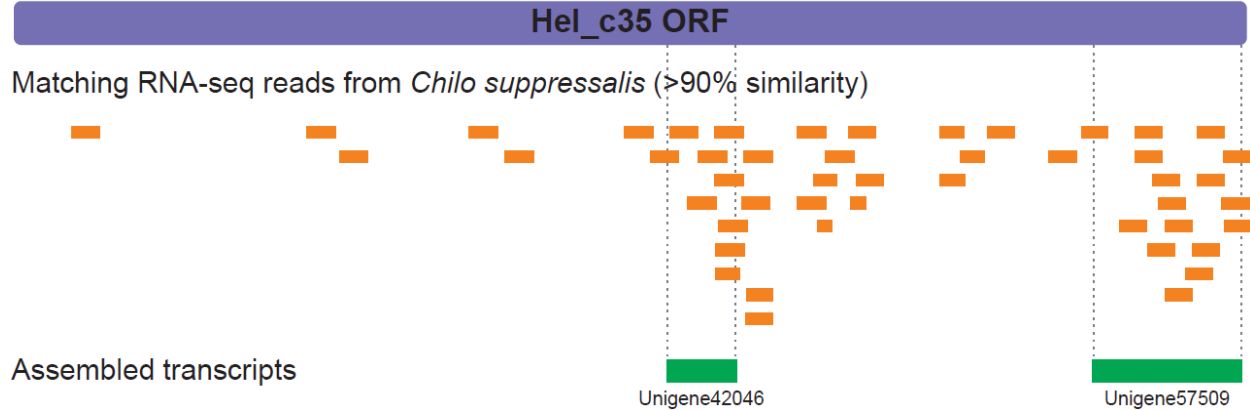 Hel_c35 ORF
Matching RNA-seq reads from Chilo suppressalis (>90% similarity)
Assembled transcripts
Unigene42046
Unigene57509